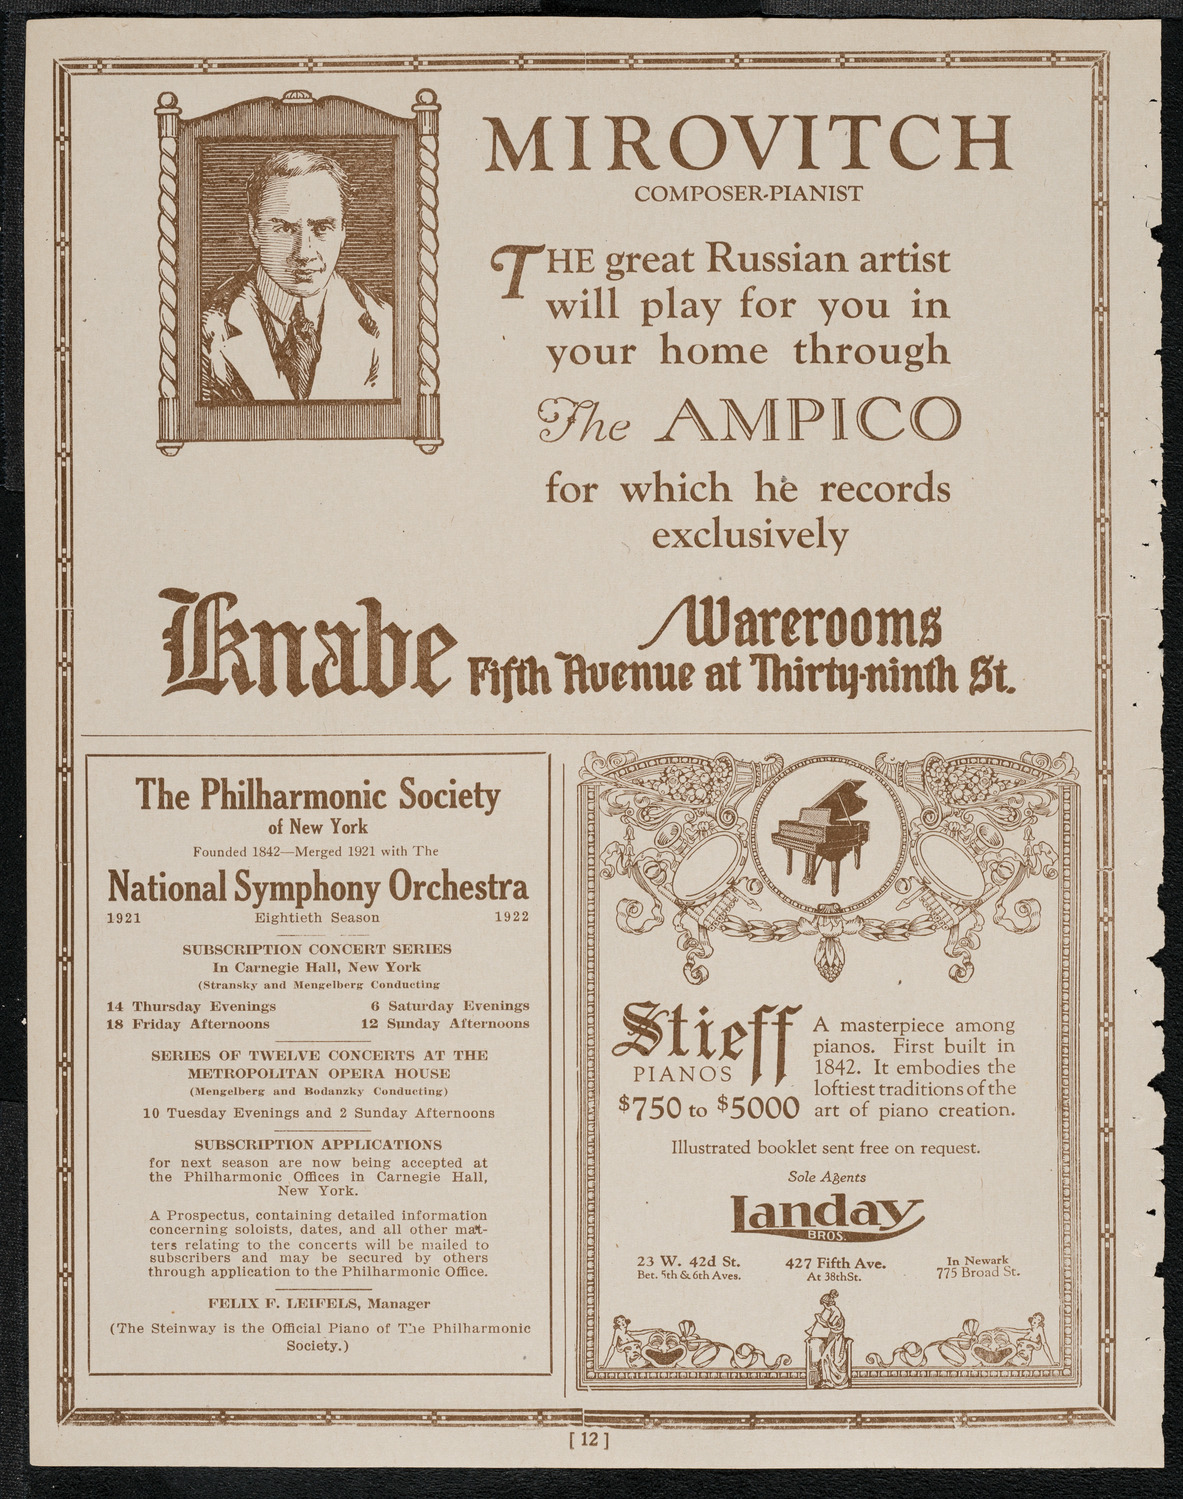 MIROVITCH
COMPOSER-PIANIST
THE great Russian artist
will play for you in
your home through
The AMPICO
for which he records
exclusively
Knabe Warerooms
Fifth Avenue at Thirty-ninth St.
The Philharmonic Society
of New York
Founded 1842—Merged 1921 with The
National Symphony Orchestra
1921 Eightieth Season 1922
SUBSCRIPTION CONCERT SERIES
In Carnegie Hall, New York
(Stransky and Mengelberg Conducting
14 Thursday Evenings 6 Saturday Evenings
18 Friday Afternoons 12 Sunday Afternoons
SERIES OF TWELVE CONCERTS AT THE
METROPOLITAN OPERA HOUSE
(Mengelberg and Bodanzky Conducting)
10 Tuesday Evenings and 2 Sunday Afternoons
SUBSCRIPTION APPLICATIONS
for next season are now being accepted at
the Philharmonic Offices in Carnegie Hall,
New York.
A Prospectus, containing detailed information
concerning soloists, dates, and all other mat-
ters relating to the concerts will be mailed to
subscribers and may be secured by others
through application to the Philharmonic Office.
FELIX F. LEIFELS, Manager
(The Steinway is the Official Piano of The Philharmonic
Society.)
Stieff
PIANOS
$750 to $5000
A masterpiece among
pianos. First built in
1842. It embodies the
loftiest traditions of the
art of piano creation.
Illustrated booklet sent free on request.
Sole Agents
Landay
BROS.
23 W. 42d St.
Bet. 5th & 6th Aves.
427 Fifth Ave.
At 38th St.
In Newark
775 Broad St.
[ 12 ]